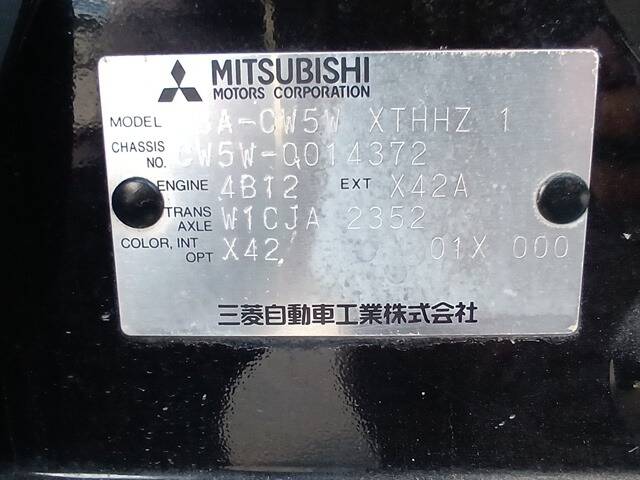 MITSUBISHI
MOTORS CORPORATION
MODEL XTHHZ 1
CHASSIS NO. CW5W-0014372
ENGINE 4B12 EXT X42A
TRANS AXLE W1CJA 2352
COLOR, INT OPT X42 01X 000
三菱自動車工業株式会社